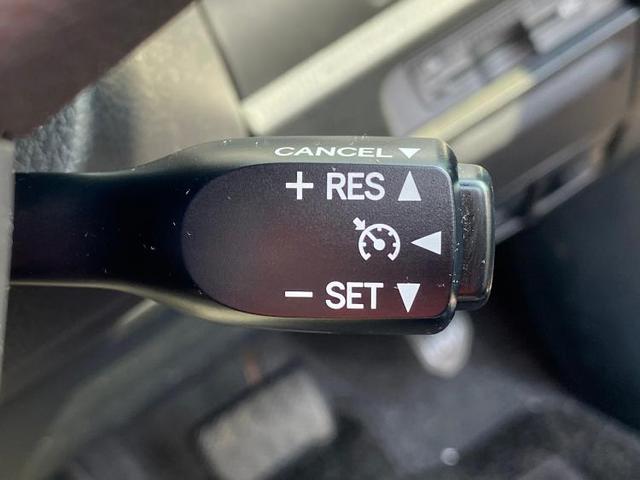 CANCEL ▼
+ RES ▲
◀
– SET ▼